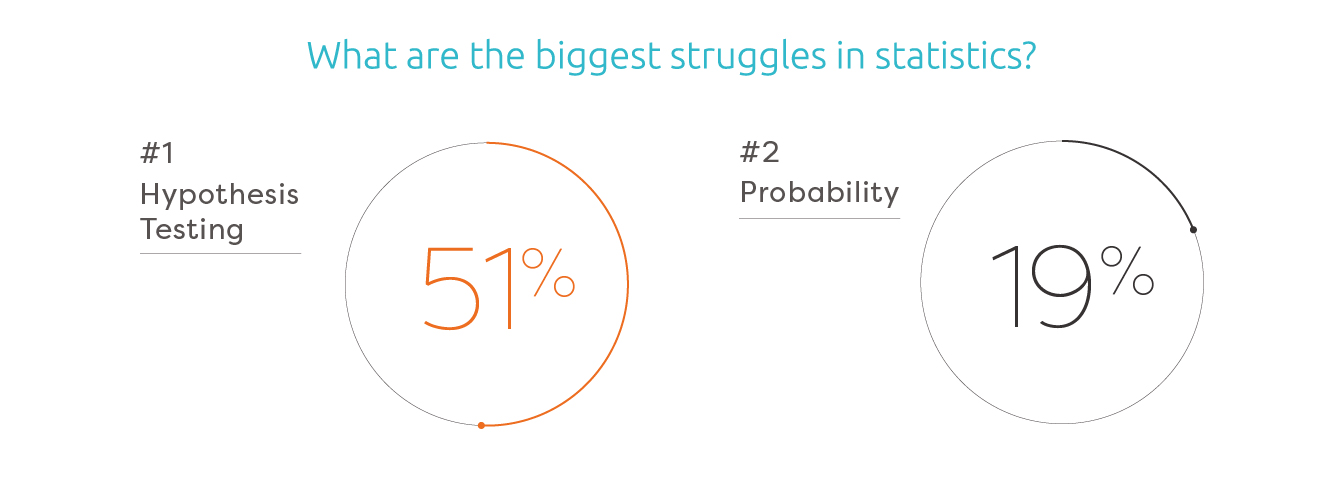 What are the biggest struggles in statistics?
#1
Hypothesis
Testing
51%
#2
Probability
19%